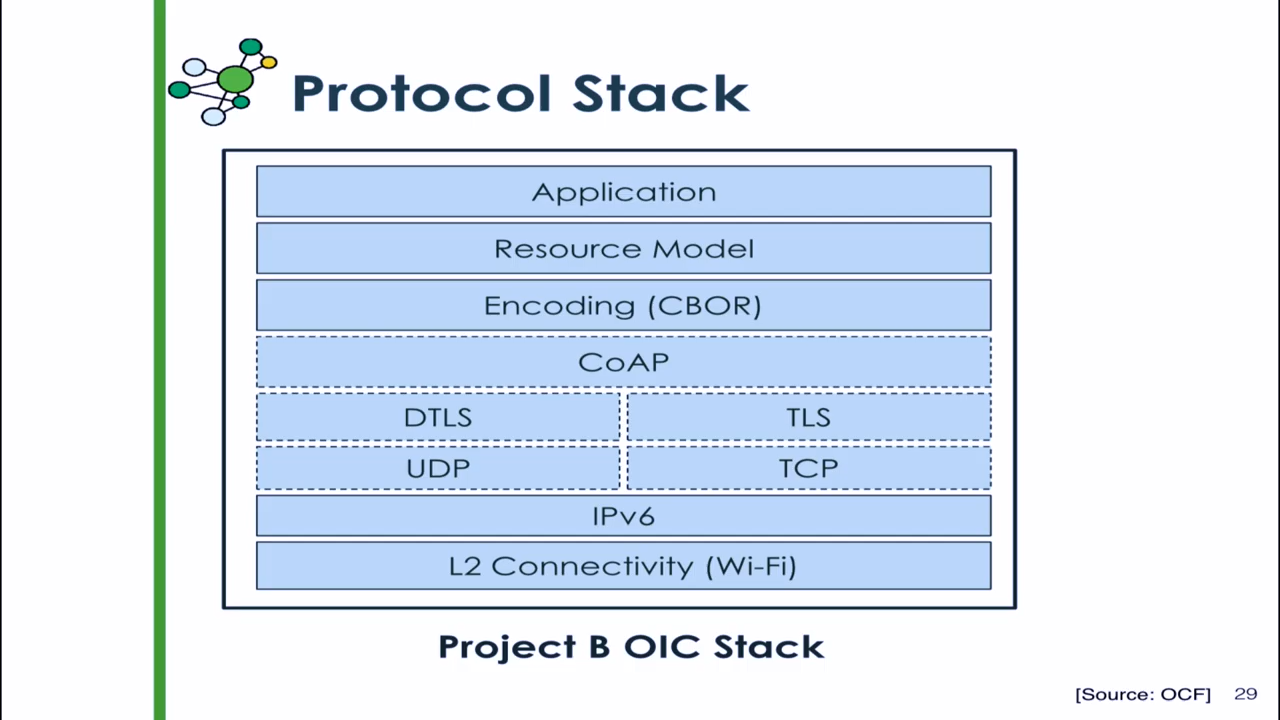 Protocol Stack
Application
Resource Model
Encoding (CBOR)
CoAP
DTLS
TLS
UDP
TCP
IPv6
L2 Connectivity (Wi-Fi)
Project B OIC Stack
[Source: OCF] 29